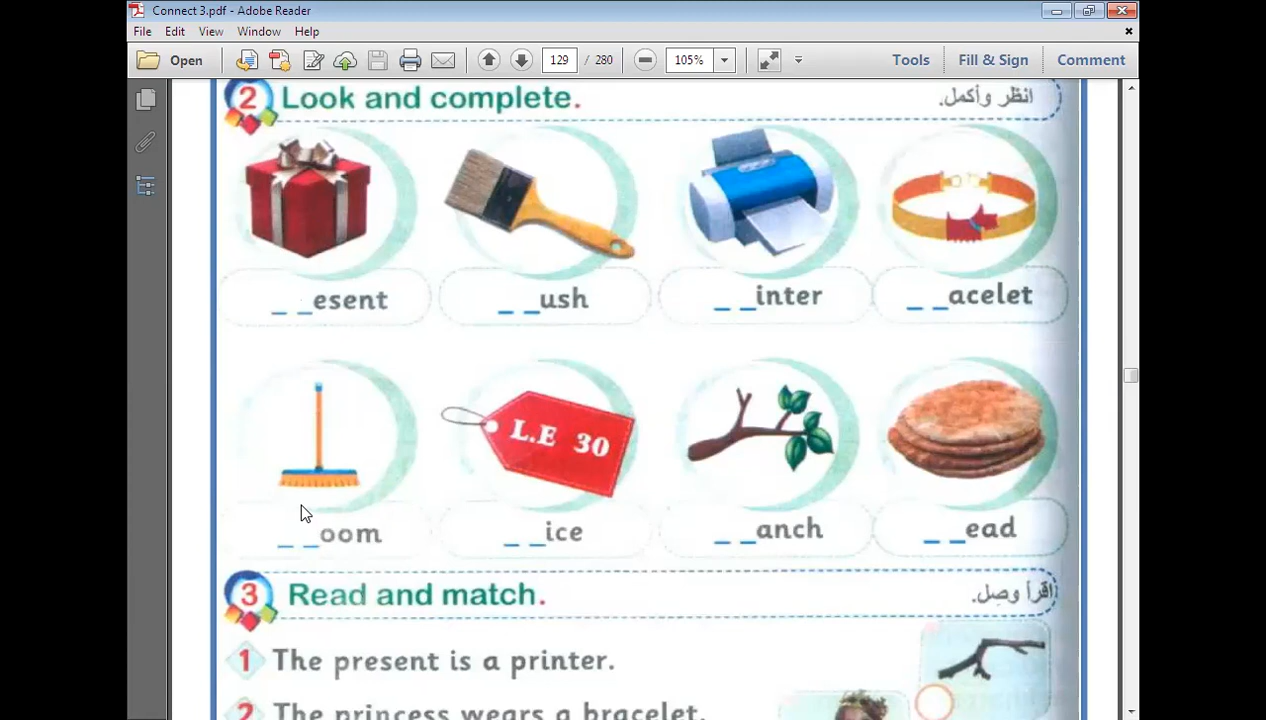 Connect 3.pdf - Adobe Reader
File Edit View Window Help
Open 129 / 280 105% Tools Fill & Sign Comment
2 Look and complete. انظر وأكمل.
_ _esent _ _ush _ _inter _ _acelet
L.E 30
_ _oom _ _ice _ _anch _ _ead
3 Read and match. اقرأ وصِل.
1 The present is a printer.
2 The princess wears a bracelet.